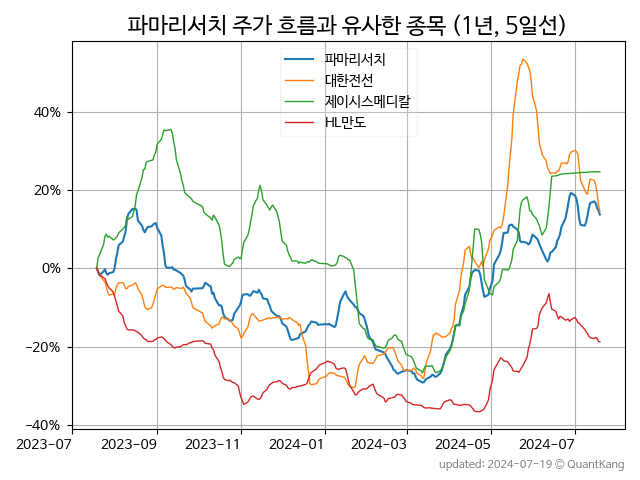 파마리서치 주가 흐름과 유사한 종목 (1년, 5일선)
파마리서치
대한전선
제이시스메디칼
HL만도
40%
20%
0%
−20%
−40%
2023-07 2023-09 2023-11 2024-01 2024-03 2024-05 2024-07
updated: 2024-07-19 @ QuantKang